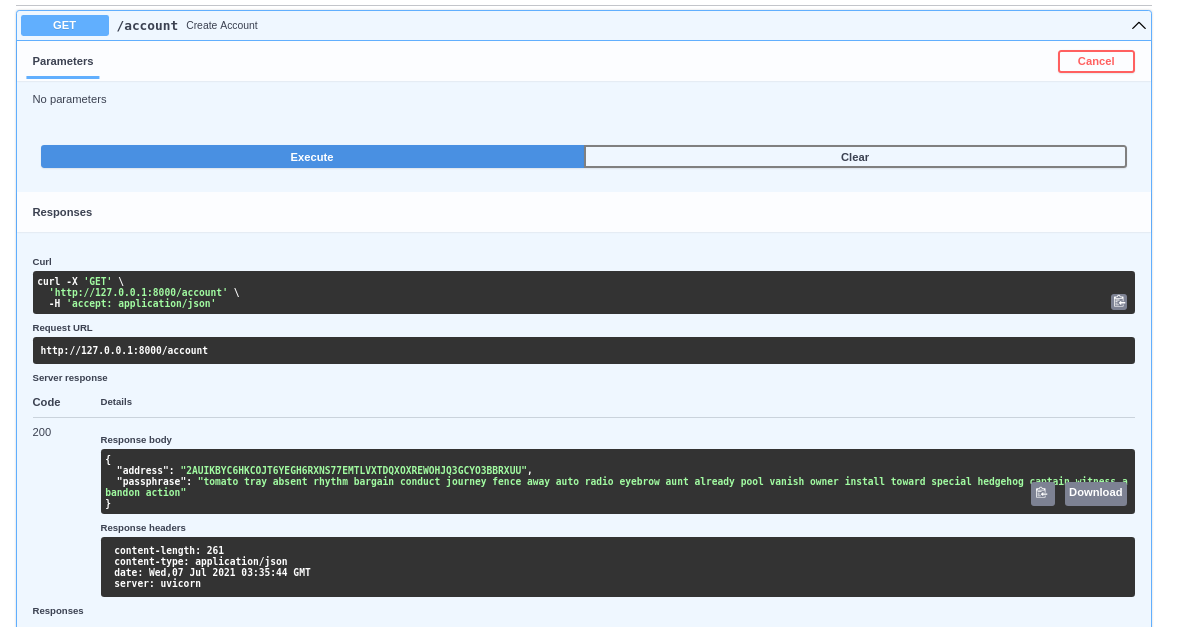 GET /account Create Account
Parameters
Cancel
No parameters
Execute
Clear
Responses
Curl
curl -X 'GET' \
'http://127.0.0.1:8000/account' \
-H 'accept: application/json'
Request URL
http://127.0.0.1:8000/account
Server response
Code Details
200
Response body
{
"address": "2AUIKBYC6HKCOJT6YEGH6RXNS77EMTLVXTDQXOXREWOHJQ3GCYO3BBRXUU",
"passphrase": "tomato tray absent rhythm bargain conduct journey fence away auto radio eyebrow aunt already pool vanish owner install toward special hedgehog captain witness a
bandon action"
}
Download
Response headers
content-length: 261
content-type: application/json
date: Wed,07 Jul 2021 03:35:44 GMT
server: uvicorn
Responses